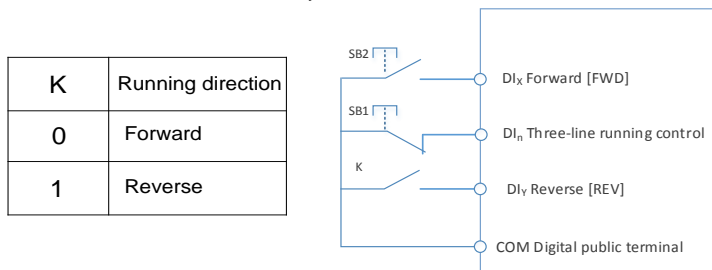 K Running direction
0 Forward
1 Reverse
SB2
DIX Forward [FWD]
SB1
DIn Three-line running control
K
DIY Reverse [REV]
COM Digital public terminal